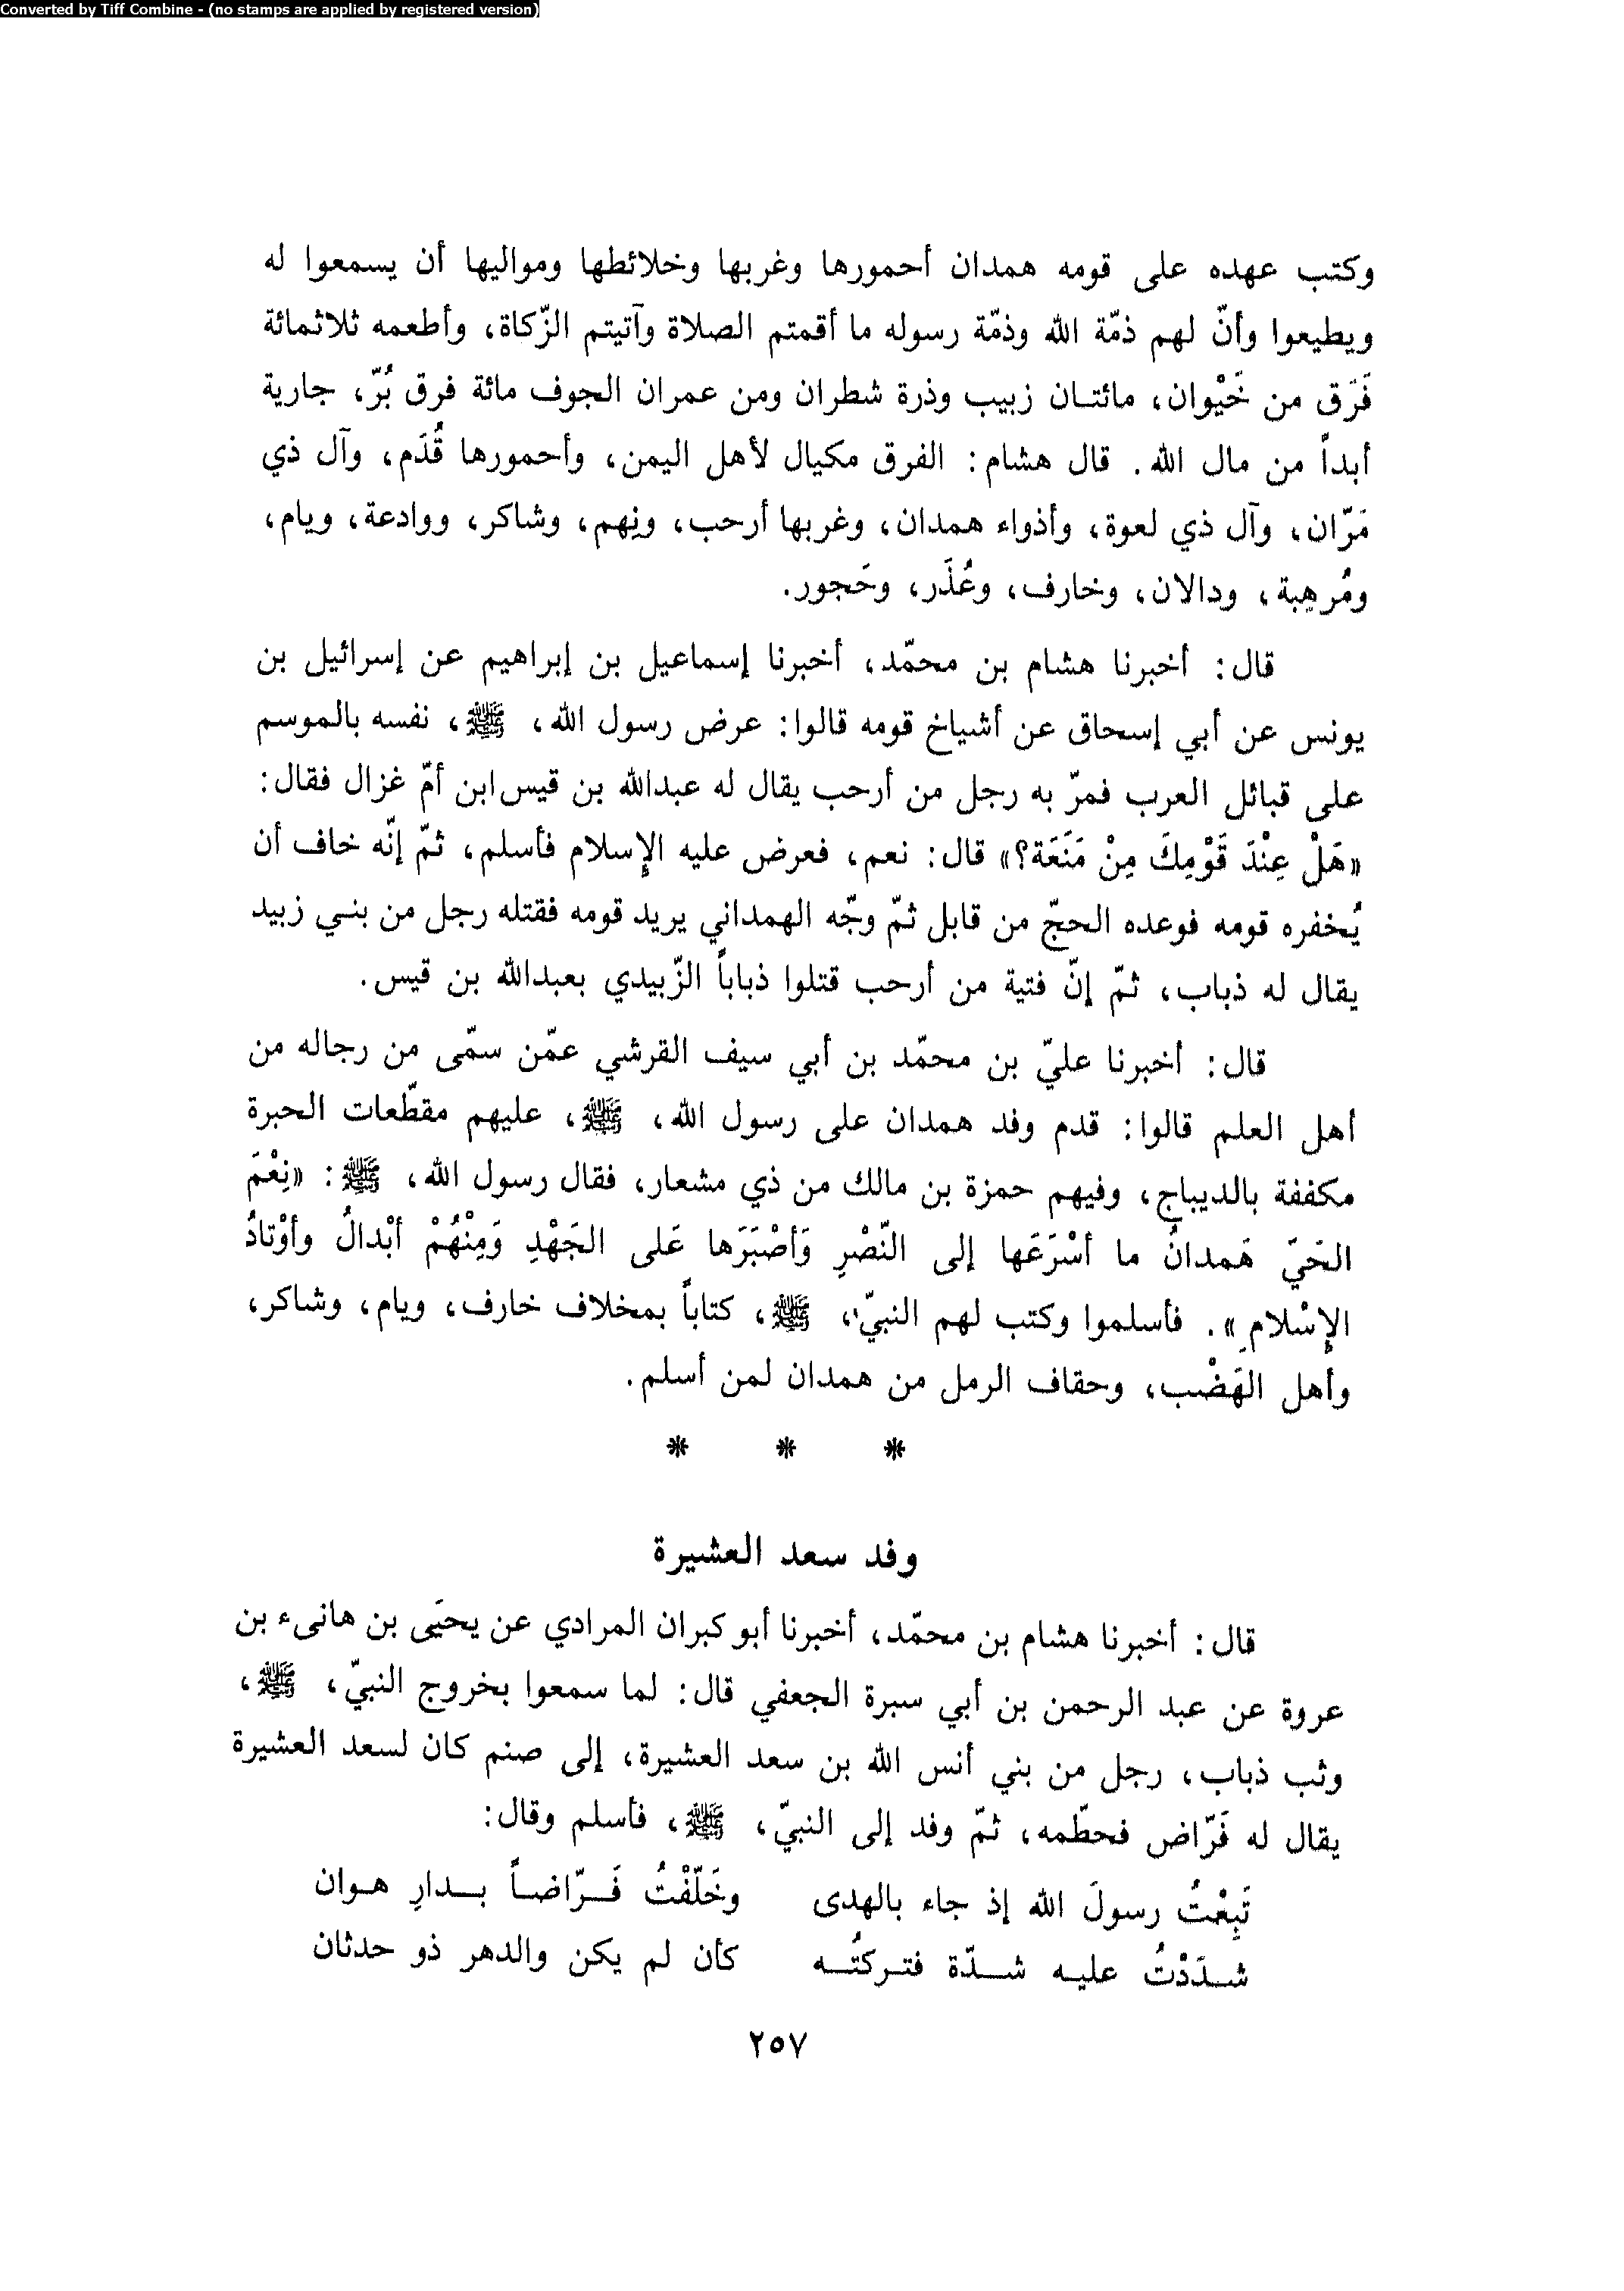 Converted by Tiff Combine - (no stamps are applied by registered version)
وكتب عهده على قومه همدان أحمورها وغربها وخلائطها ومواليها أن يسمعوا له
ويطيعوا وأنّ لهم ذمّة الله وذمّة رسوله ما أقمتم الصلاة وآتيتم الزّكاة، وأطعمه ثلاثمائة
فَرَق من خَيْوان، مائتان زبيب وذرة شطران ومن عمران الجوف مائة فرق بُرّ، جارية
أبداً من مال الله. قال هشام: الفرق مكيال لأهل اليمن، وأحمورها قُدَم، وآل ذي
مَرّان، وآل ذي لعوة، وأذواء همدان، وغربها أرحب، ونِهم، وشاكر، ووادعة، ويام،
ومُرهِبة، ودالان، وخارف، وعُذَر، وحَجور.
قال: أخبرنا هشام بن محمّد، أخبرنا إسماعيل بن إبراهيم عن إسرائيل بن
يونس عن أبي إسحاق عن أشياخ قومه قالوا: عرض رسول الله، ﷺ، نفسه بالموسم
على قبائل العرب فمرّ به رجل من أرحب يقال له عبدالله بن قيس ابن أمّ غزال فقال:
«هَلْ عِنْدَ قَوْمِكَ مِنْ مَنَعَة؟» قال: نعم، فعرض عليه الإسلام فأسلم، ثمّ إنّه خاف أن
يُخفره قومه فوعده الحجّ من قابل ثمّ وجّه الهمداني يريد قومه فقتله رجل من بني زبيد
يقال له ذباب، ثمّ إنّ فتية من أرحب قتلوا ذباباً الزّبيدي بعبدالله بن قيس.
قال: أخبرنا عليّ بن محمّد بن أبي سيف القرشي عمّن سمّى من رجاله من
أهل العلم قالوا: قدم وفد همدان على رسول الله، ﷺ، عليهم مقطّعات الحبرة
مكففة بالديباج، وفيهم حمزة بن مالك من ذي مشعار، فقال رسول الله، ﷺ: «نِعْمَ
الحَيّ هَمدانُ ما أسْرَعَها إلى النّصْرِ وَأصْبَرَها عَلى الجَهْدِ وَمِنْهُمْ أبْدالُ وأوْتادُ
الإسْلامِ». فأسلموا وكتب لهم النبيّ، ﷺ، كتاباً بمخلاف خارف، ويام، وشاكر،
وأهل الهَضْب، وحقاف الرمل من همدان لمن أسلم.
* * *
وفد سعد العشيرة
قال: أخبرنا هشام بن محمّد، أخبرنا أبو كبران المرادي عن يحيَى بن هانىء بن
عروة عن عبد الرحمن بن أبي سبرة الجعفي قال: لما سمعوا بخروج النبيّ، ﷺ،
وثب ذباب، رجل من بني أنس الله بن سعد العشيرة، إلى صنم كان لسعد العشيرة
يقال له فَرّاض فحطّمه، ثمّ وفد إلى النبيّ، ﷺ، فأسلم وقال:
تَبِعْتُ رسولَ الله إذ جاء بالهدى وخَلّفْتُ فَرّاضاً بدارِ هوان
شدَدْتُ عليه شدّة فتركتُه كأن لم يكن والدهر ذو حدثان
٢٥٧